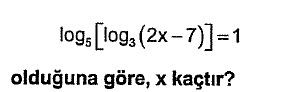 log₅[log₃(2x−7)]=1
olduğuna göre, x kaçtır?